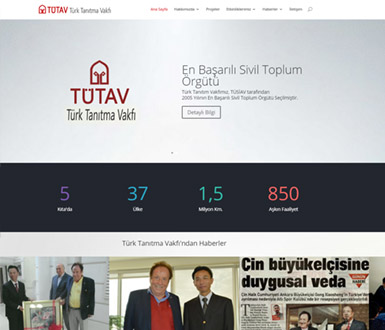 TÜTAV Türk Tanıtma Vakfı
Ana Sayfa Hakkımızda Projeler Etkinliklerimiz Haberler İletişim
TÜTAV
Türk Tanıtma Vakfı
En Başarılı Sivil Toplum
Örgütü
Türk Tanıtım Vakfımız, TÜSİAV tarafından
2005 Yılının En Başarılı Sivil Toplum Örgütü Seçilmiştir.
Detaylı Bilgi
5 37 1,5 850
Kıtu'da Ülke Milyon Km. Aşkın Faaliyet
Türk Tanıtma Vakfı'ndan Haberler
Çin büyükelçisine
duygusal veda